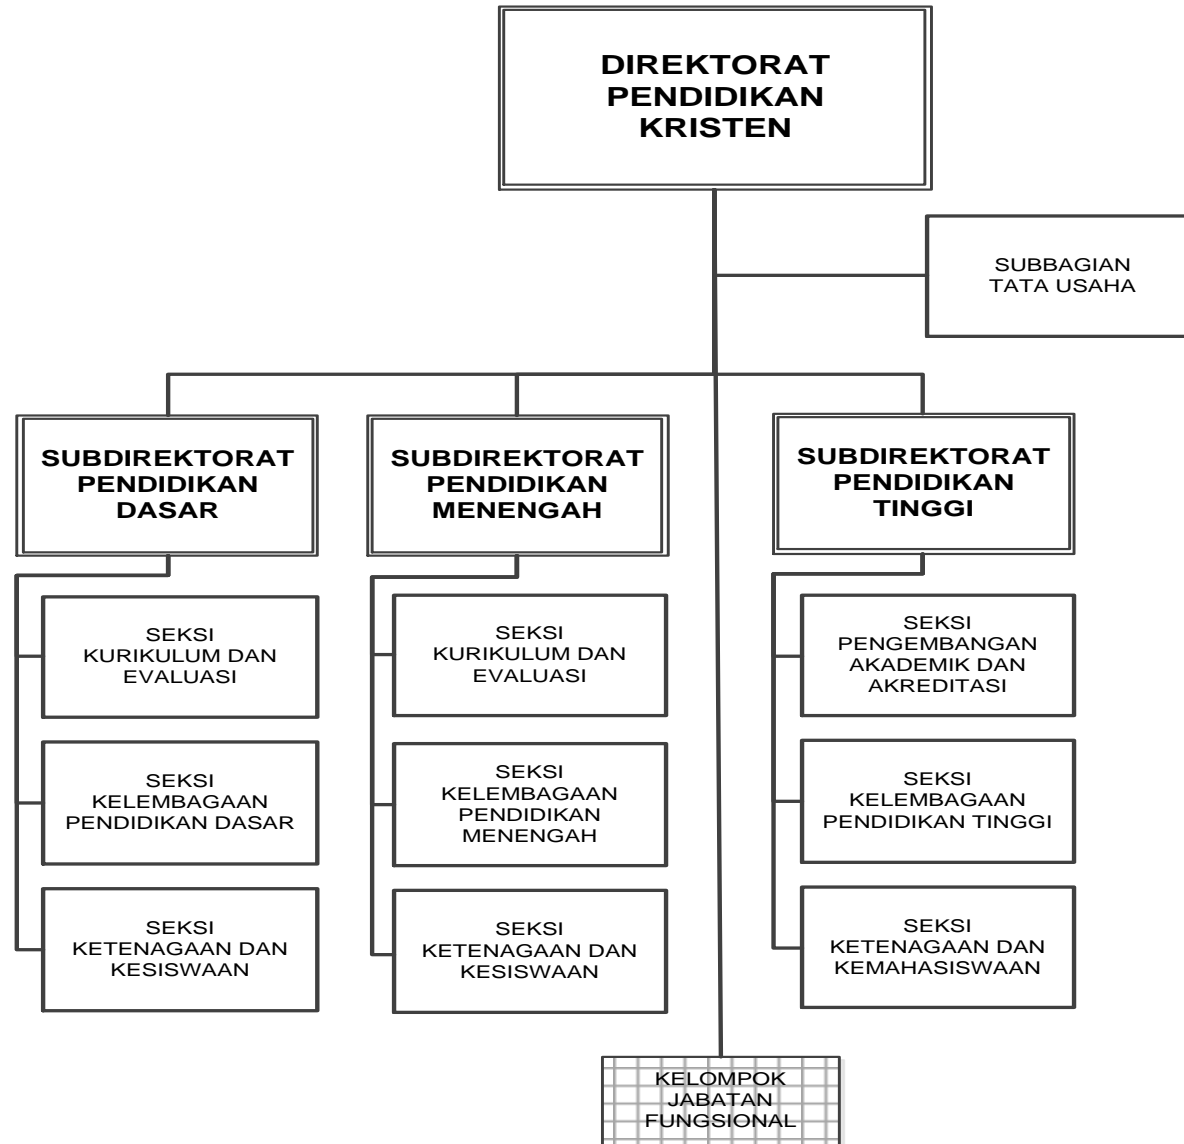 DIREKTORAT
PENDIDIKAN
KRISTEN
SUBBAGIAN
TATA USAHA
SUBDIREKTORAT
PENDIDIKAN
DASAR
SEKSI
KURIKULUM DAN
EVALUASI
SEKSI
KELEMBAGAAN
PENDIDIKAN DASAR
SEKSI
KETENAGAAN DAN
KESISWAAN
SUBDIREKTORAT
PENDIDIKAN
MENENGAH
SEKSI
KURIKULUM DAN
EVALUASI
SEKSI
KELEMBAGAAN
PENDIDIKAN
MENENGAH
SEKSI
KETENAGAAN DAN
KESISWAAN
SUBDIREKTORAT
PENDIDIKAN
TINGGI
SEKSI
PENGEMBANGAN
AKADEMIK DAN
AKREDITASI
SEKSI
KELEMBAGAAN
PENDIDIKAN TINGGI
SEKSI
KETENAGAAN DAN
KEMAHASISWAAN
KELOMPOK
JABATAN
FUNGSIONAL